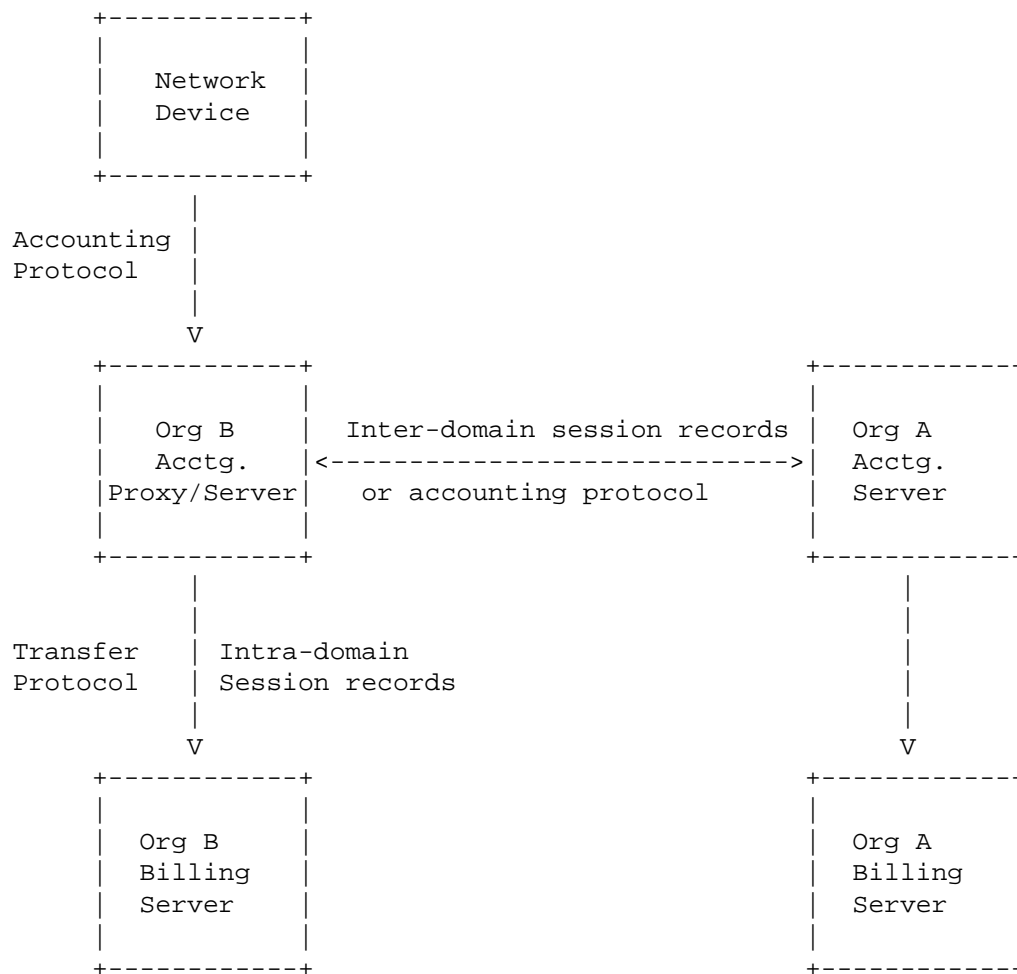 Network
Device
Accounting
Protocol
V
Org B
Acctg.
Proxy/Server
Inter-domain session records
<----------------------------->
or accounting protocol
Org A
Acctg.
Server
Transfer
Protocol
Intra-domain
Session records
V
V
Org B
Billing
Server
Org A
Billing
Server